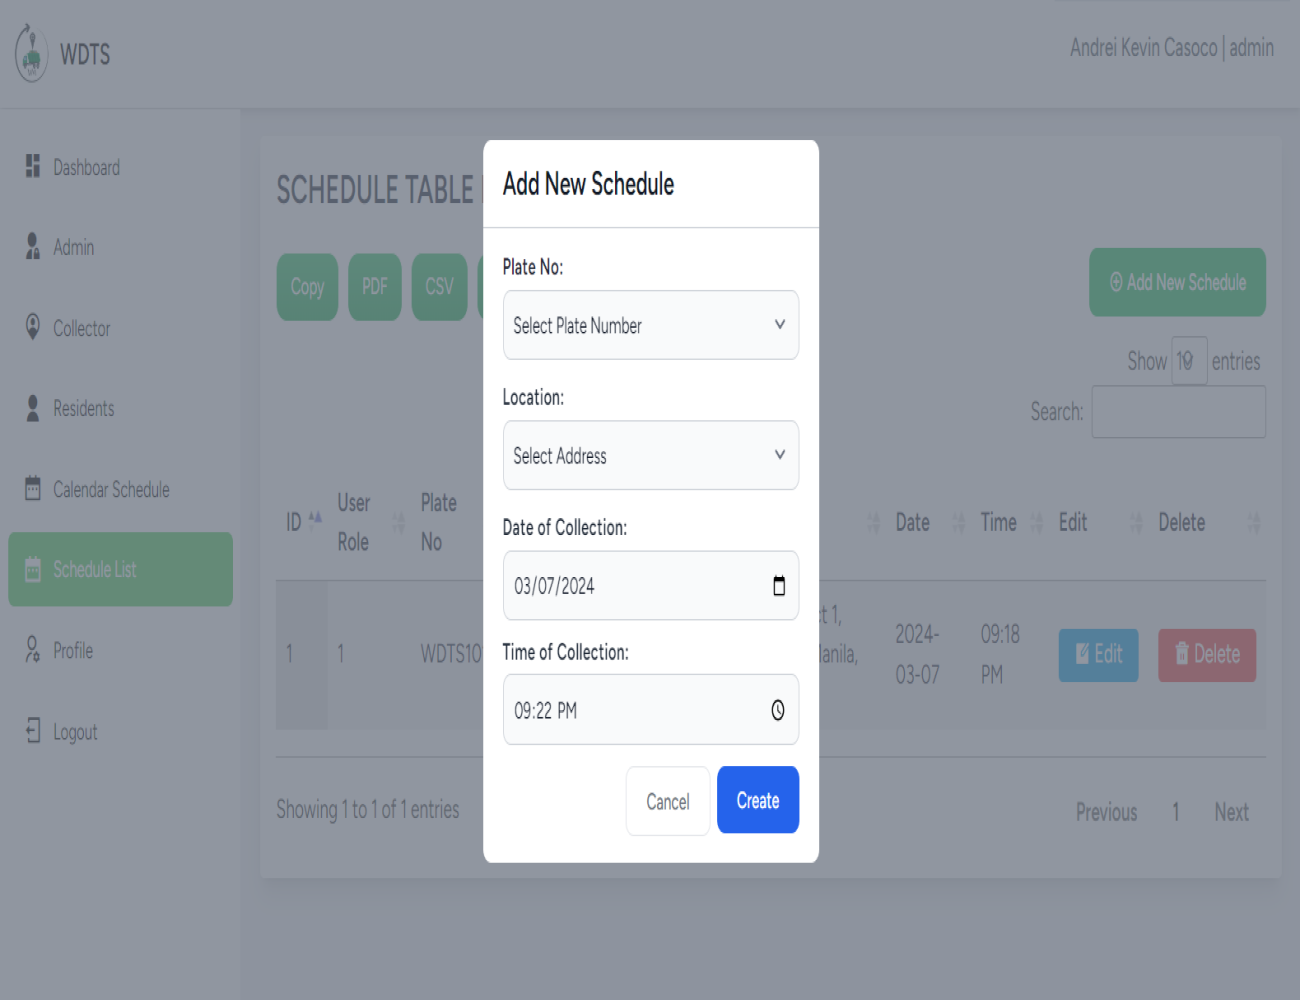 WDTS
Andrei Kevin Casoco | admin
Dashboard
Admin
Collector
Residents
Calendar Schedule
Schedule List
Profile
Logout
SCHEDULE TABLE
Copy
PDF
CSV
Add New Schedule
Show 10 entries
Search:
ID
User Role
Plate No
Date
Time
Edit
Delete
1
1
WDTS10
ct 1,
Manila,
2024-
03-07
09:18
PM
Edit
Delete
Showing 1 to 1 of 1 entries
Previous
1
Next
Add New Schedule
Plate No:
Select Plate Number
Location:
Select Address
Date of Collection:
03/07/2024
Time of Collection:
09:22 PM
Cancel
Create